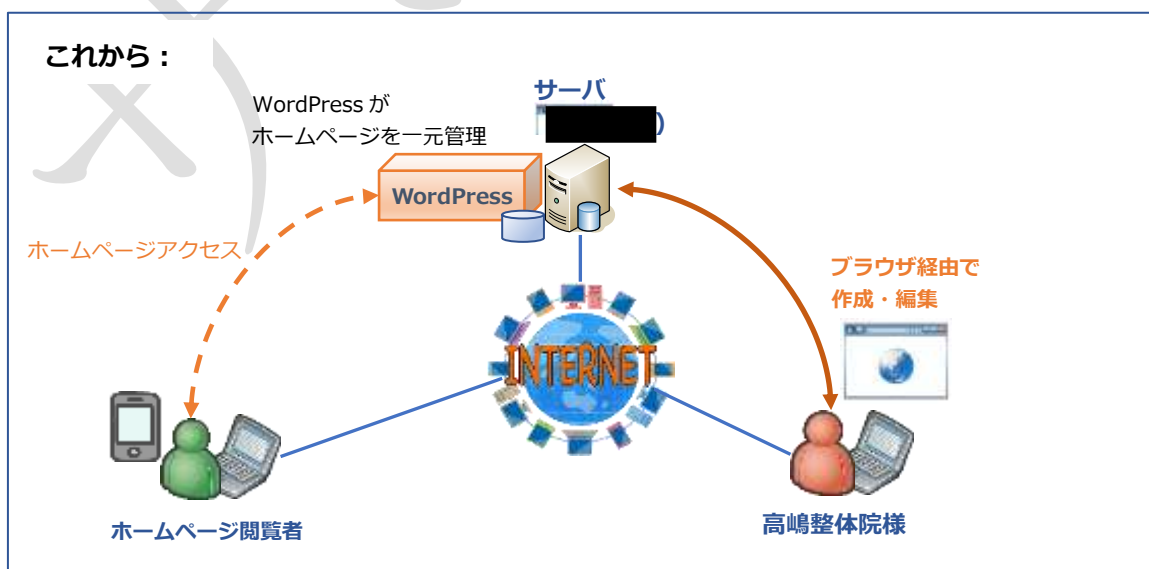 これから：
サーバ
)
WordPress が
ホームページを一元管理
WordPress
ホームページアクセス
ブラウザ経由で
作成・編集
INTERNET
ホームページ閲覧者
高嶋整体院様